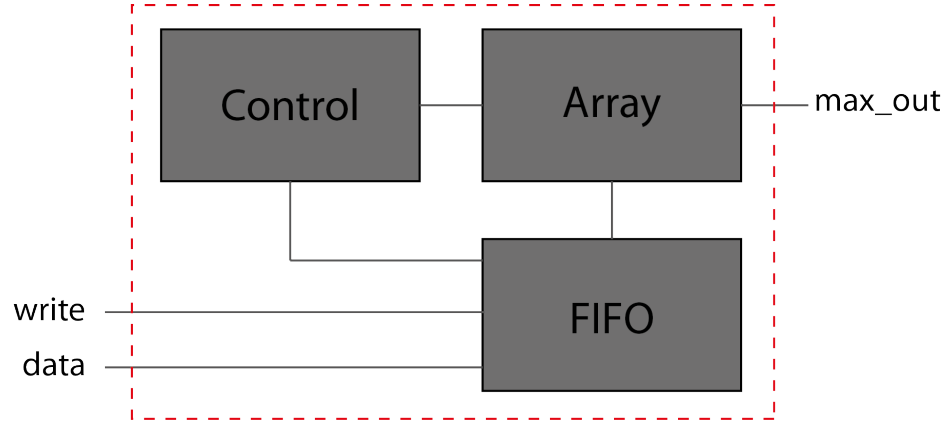 Control
Array
max_out
write
FIFO
data